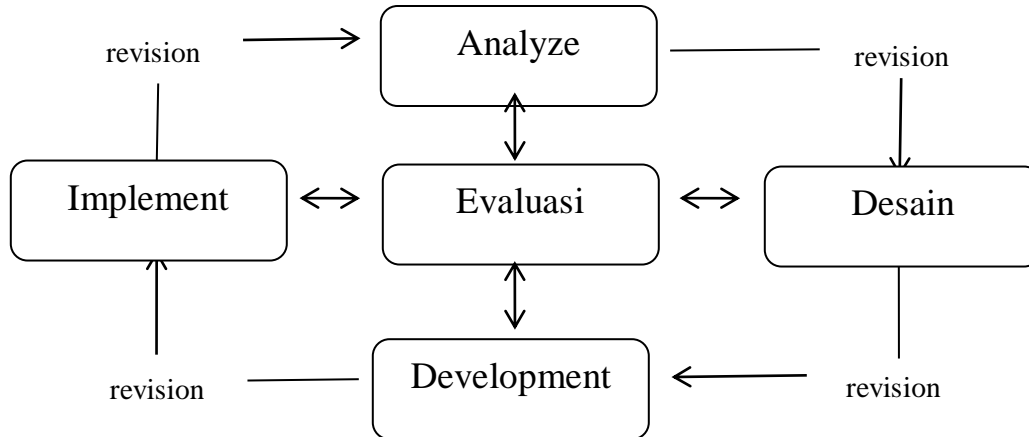 Analyze
revision
revision
Implement
Evaluasi
Desain
Development
revision
revision